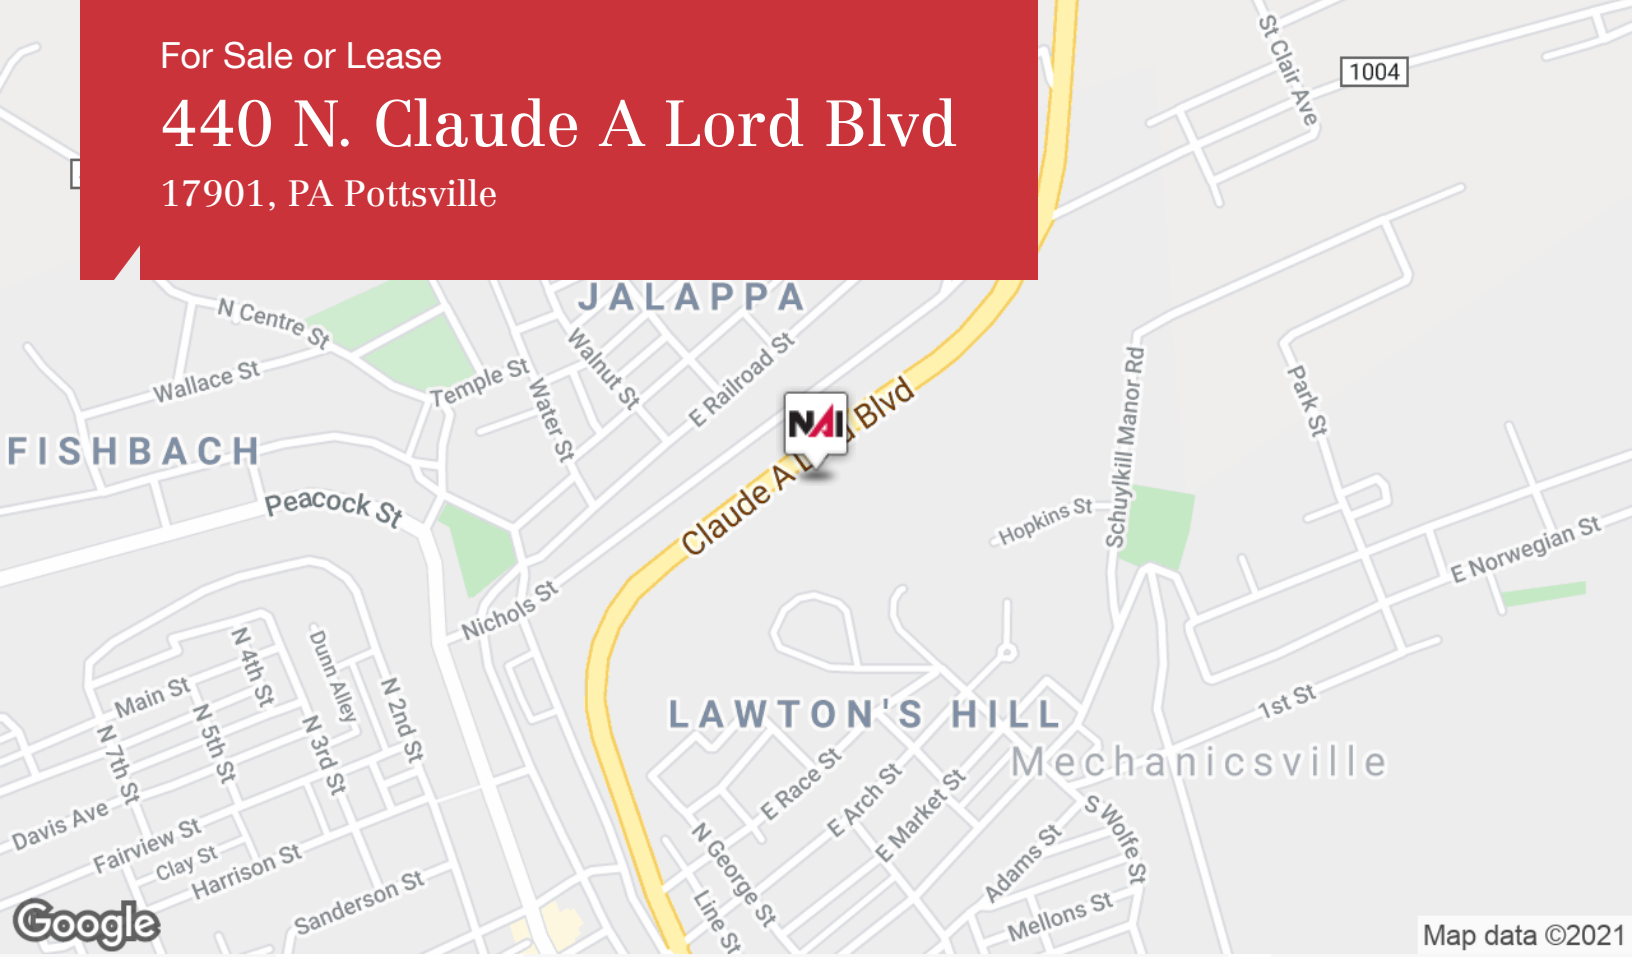 For Sale or Lease
440 N. Claude A Lord Blvd
17901, PA Pottsville
St Clair Ave
1004
JALAPPA
N Centre St
Walnut St
Wallace St
Temple St
Water St
E Railroad St
NAI
Claude A L d Blvd
FISHBACH
Peacock St
Schuylkill Manor Rd
Park St
Hopkins St
E Norwegian St
Nichols St
N 4th St
Dunn Alley
Main St
N 2nd St
N 5th St
N 3rd St
N 7th St
LAWTON'S HILL
1st St
Mechanicsville
Davis Ave
Fairview St
Clay St
Harrison St
Sanderson St
E Race St
E Arch St
E Market St
N George St
Line St
S Wolfe St
Adams St
Mellons St
Google
Map data ©2021